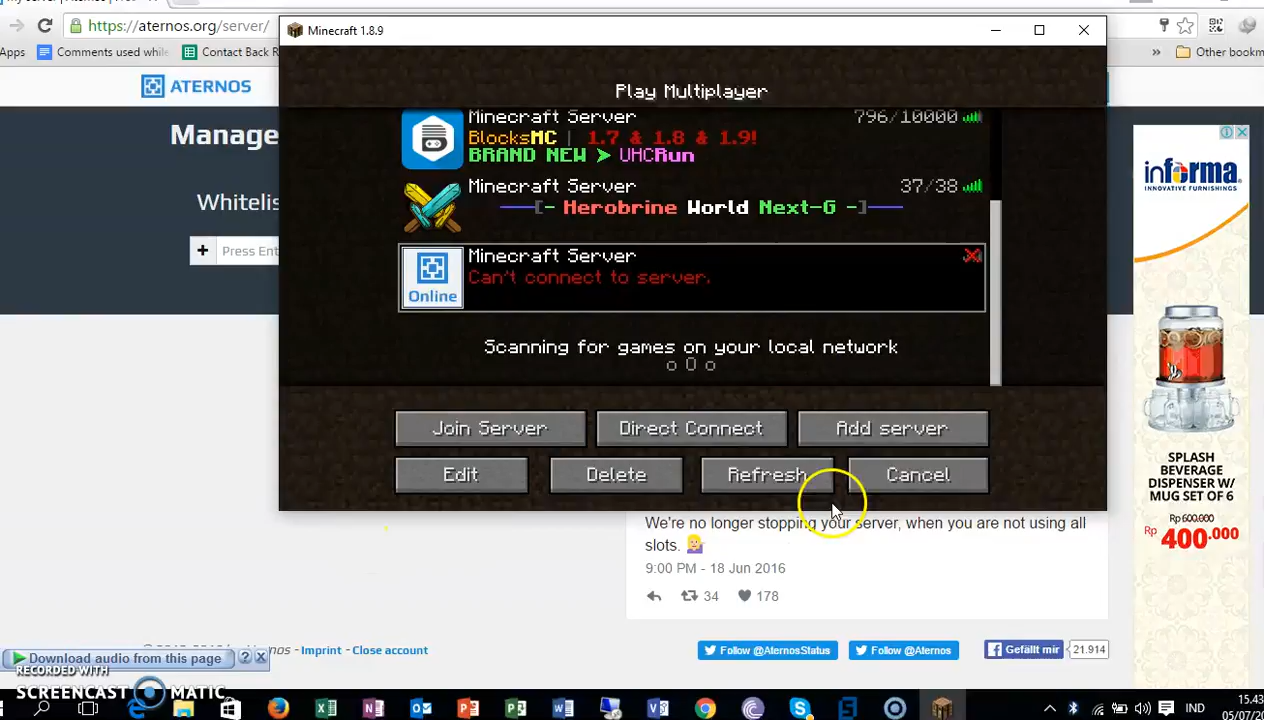 https://aternos.org/server/
Apps
Comments used while
Contact Back R
Other bookm
ATERNOS
Manage
Whitelis
+ Press Ent
Minecraft 1.8.9
Play Multiplayer
Minecraft Server 796/10000
BlocksMC | 1.7 & 1.8 & 1.9!
BRAND NEW > UHCRun
Minecraft Server 37/38
[- Herobrine World Next-G -]
Minecraft Server
Can't connect to server.
Online
Scanning for games on your local network
o O o
Join Server Direct Connect Add server
Edit Delete Refresh Cancel
We're no longer stopping your server, when you are not using all
slots.
9:00 PM - 18 Jun 2016
34 178
Imprint · Close account
Follow @AternosStatus
Follow @Aternos
Gefällt mir 21.914
informa
INNOVATIVE FURNISHINGS
SPLASH
BEVERAGE
DISPENSER W/
MUG SET OF 6
Rp 600.000
Rp 400.000
Download audio from this page
RECORDED WITH
SCREENCAST MATIC
IND
15.43
05/07/20